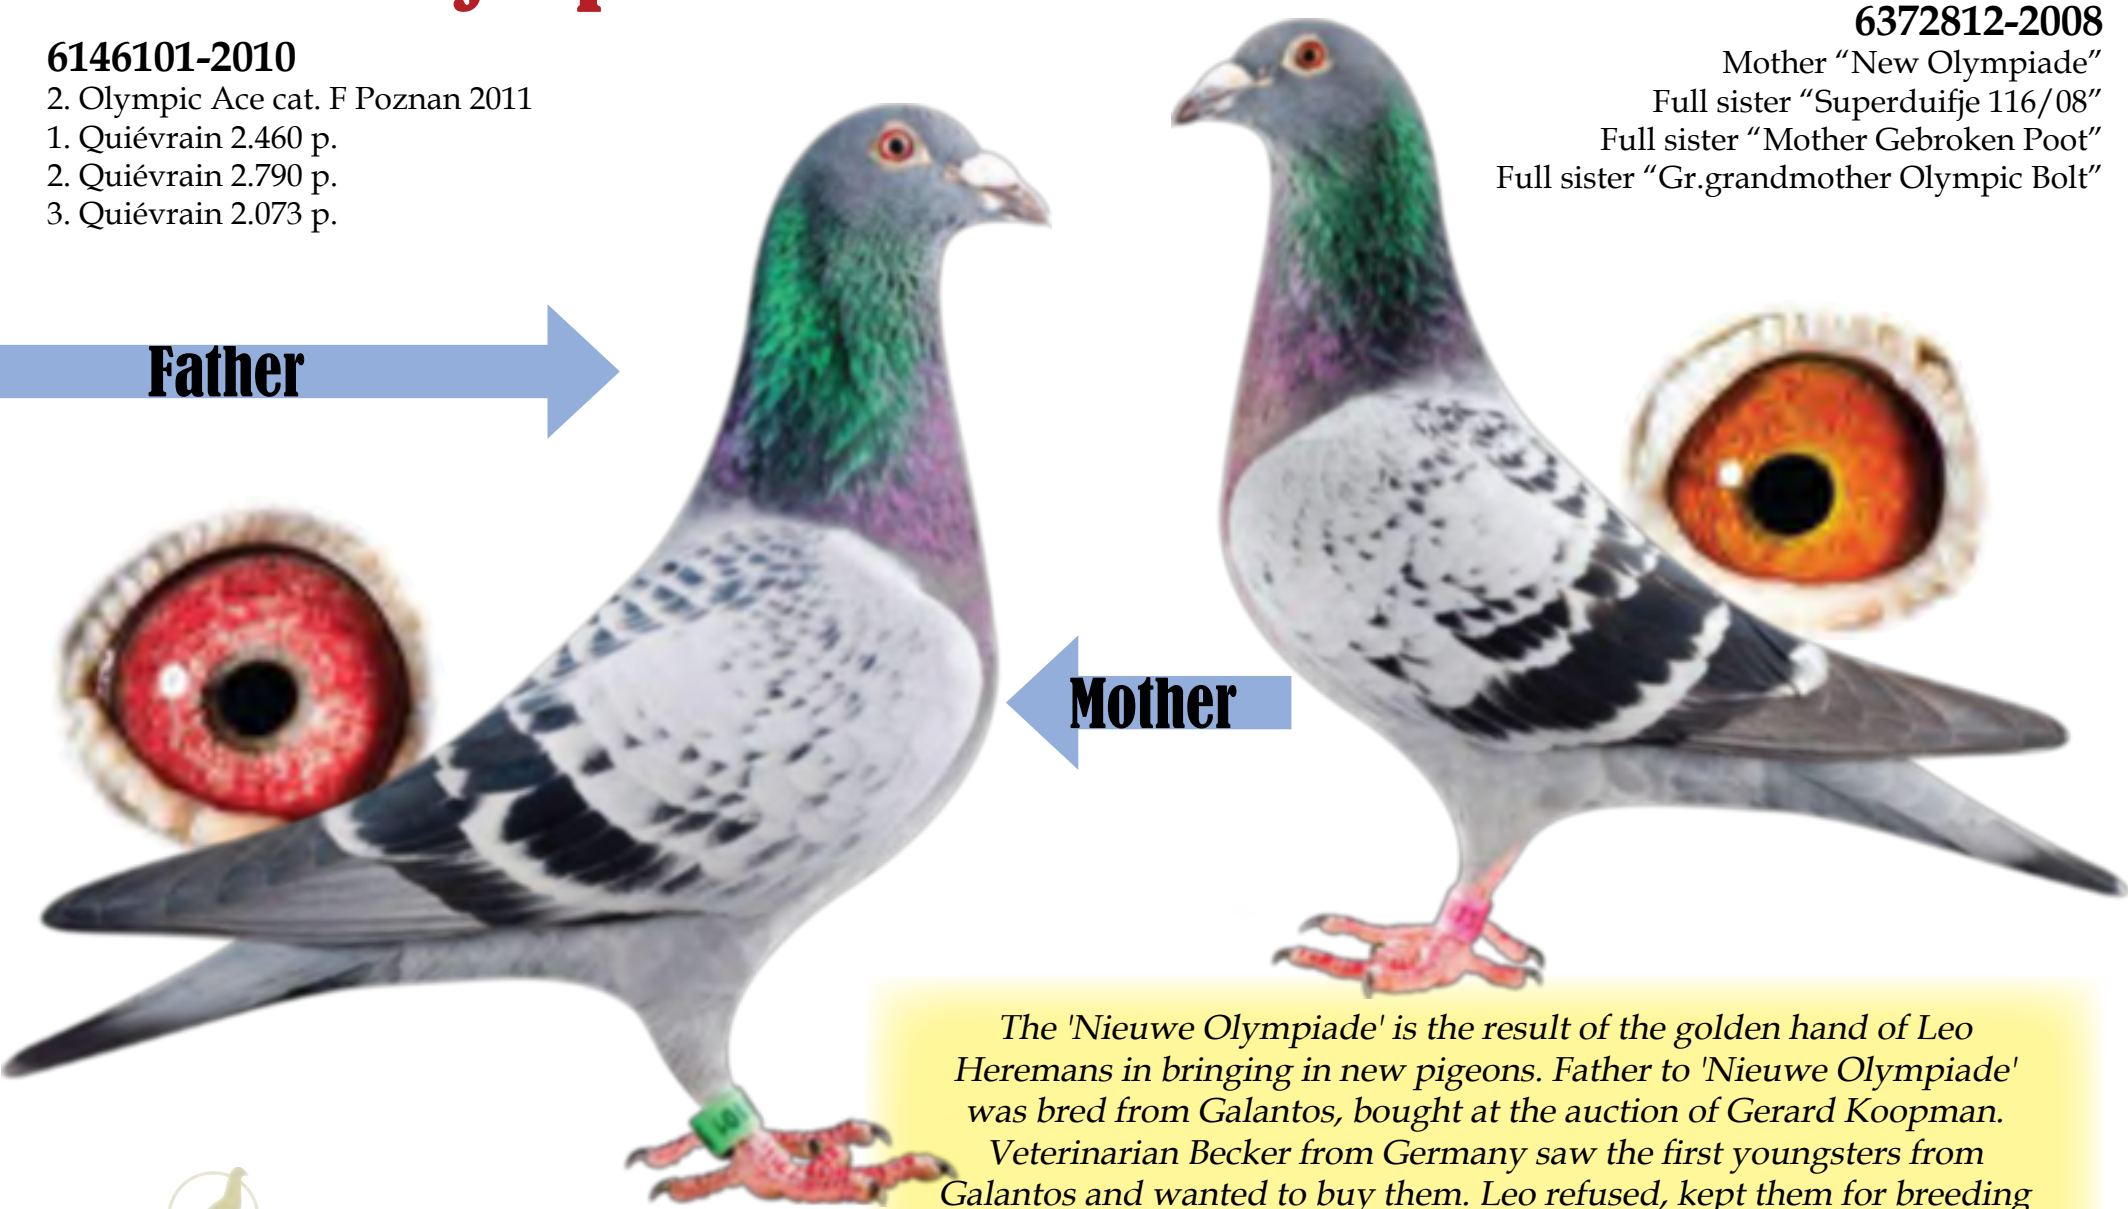 6146101-2010
2. Olympic Ace cat. F Poznan 2011
1. Quiévrain 2.460 p.
2. Quiévrain 2.790 p.
3. Quiévrain 2.073 p.
6372812-2008
Mother “New Olympiade”
Full sister “Superduifje 116/08”
Full sister “Mother Gebroken Poot”
Full sister “Gr.grandmother Olympic Bolt”
Father
Mother
The 'Nieuwe Olympiade' is the result of the golden hand of Leo
Heremans in bringing in new pigeons. Father to 'Nieuwe Olympiade'
was bred from Galantos, bought at the auction of Gerard Koopman.
Veterinarian Becker from Germany saw the first youngsters from
Galantos and wanted to buy them. Leo refused, kept them for breeding